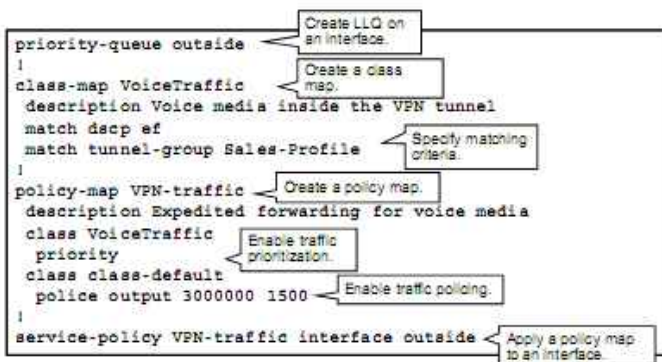 Create LLQ on
an interface.
priority-queue outside
!
Create a class
map.
class-map VoiceTraffic
description Voice media inside the VPN tunnel
match dscp ef
match tunnel-group Sales-Profile
Specify matching
criteria.
!
policy-map VPN-traffic
Create a policy map.
description Expedited forwarding for voice media
class VoiceTraffic
priority
Enable traffic
prioritization.
class class-default
police output 3000000 1500
Enable traffic policing.
!
service-policy VPN-traffic interface outside
Apply a policy map
to an interface.